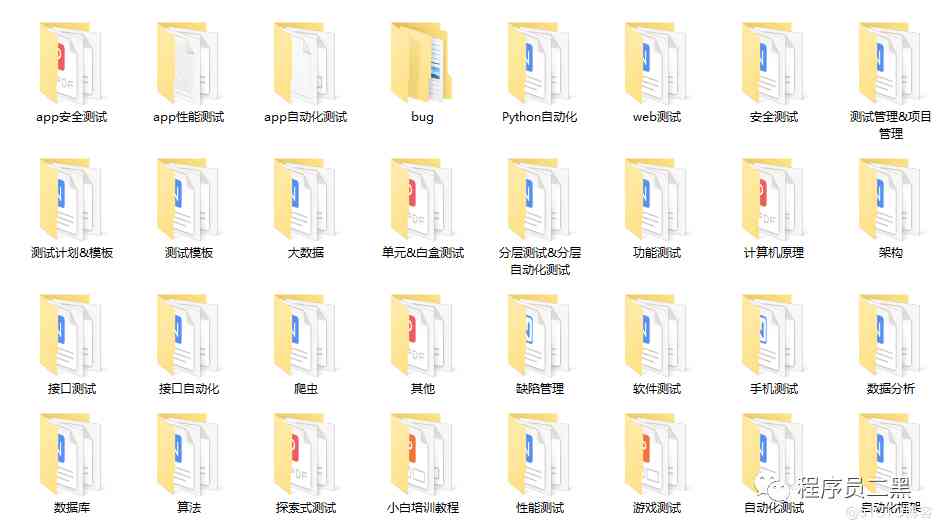 app安全测试
app性能测试
app自动化测试
bug
Python自动化
web测试
安全测试
测试管理&项目
管理
测试计划&模板
测试模板
大数据
单元&白盒测试
分层测试&分层
自动化测试
功能测试
计算机原理
架构
接口测试
接口自动化
爬虫
其他
缺陷管理
软件测试
手机测试
数据分析
数据库
算法
探索式测试
小白培训教程
性能测试
游戏测试
自动化测试
自动化框架
程序员二黑